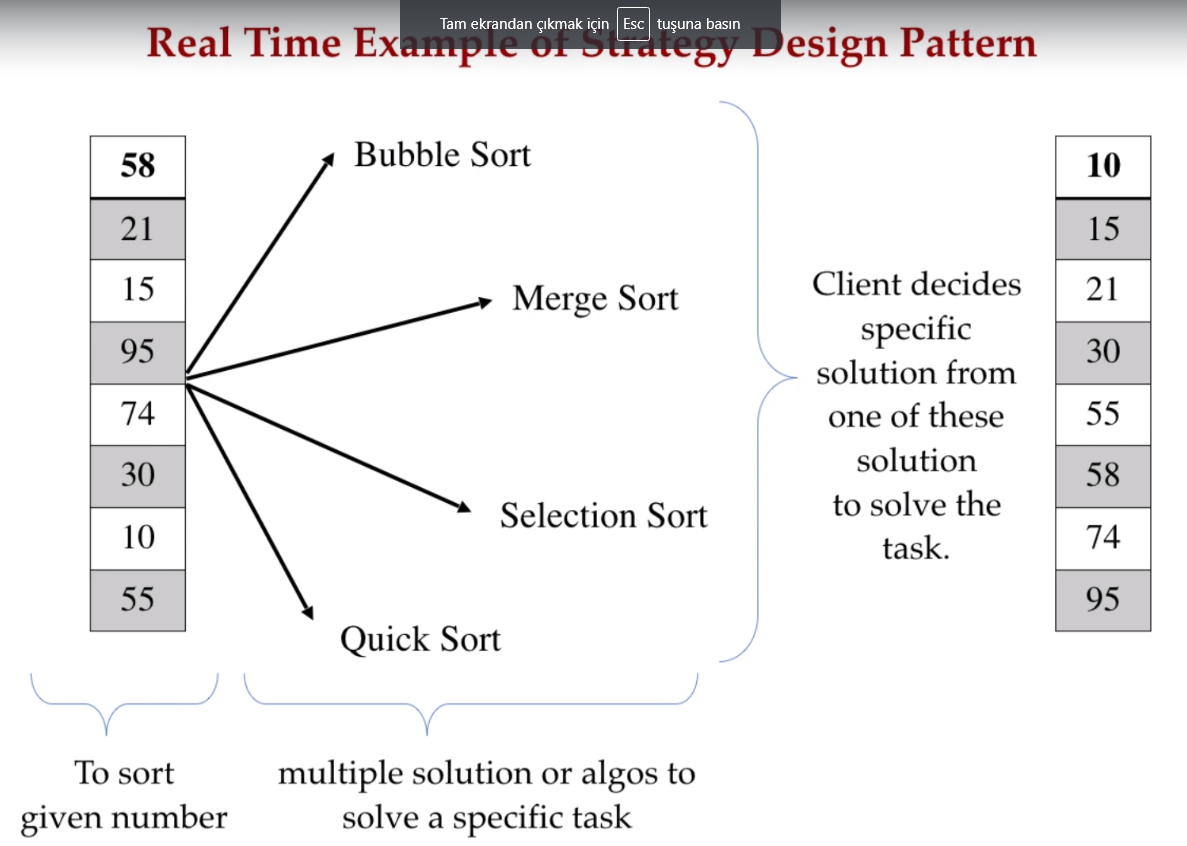 Tam ekrandan çıkmak için Esc tuşuna basın
Real Time Example of Strategy Design Pattern
58
21
15
95
74
30
10
55
Bubble Sort
Merge Sort
Selection Sort
Quick Sort
Client decides
specific
solution from
one of these
solution
to solve the
task.
10
15
21
30
55
58
74
95
To sort
given number
multiple solution or algos to
solve a specific task